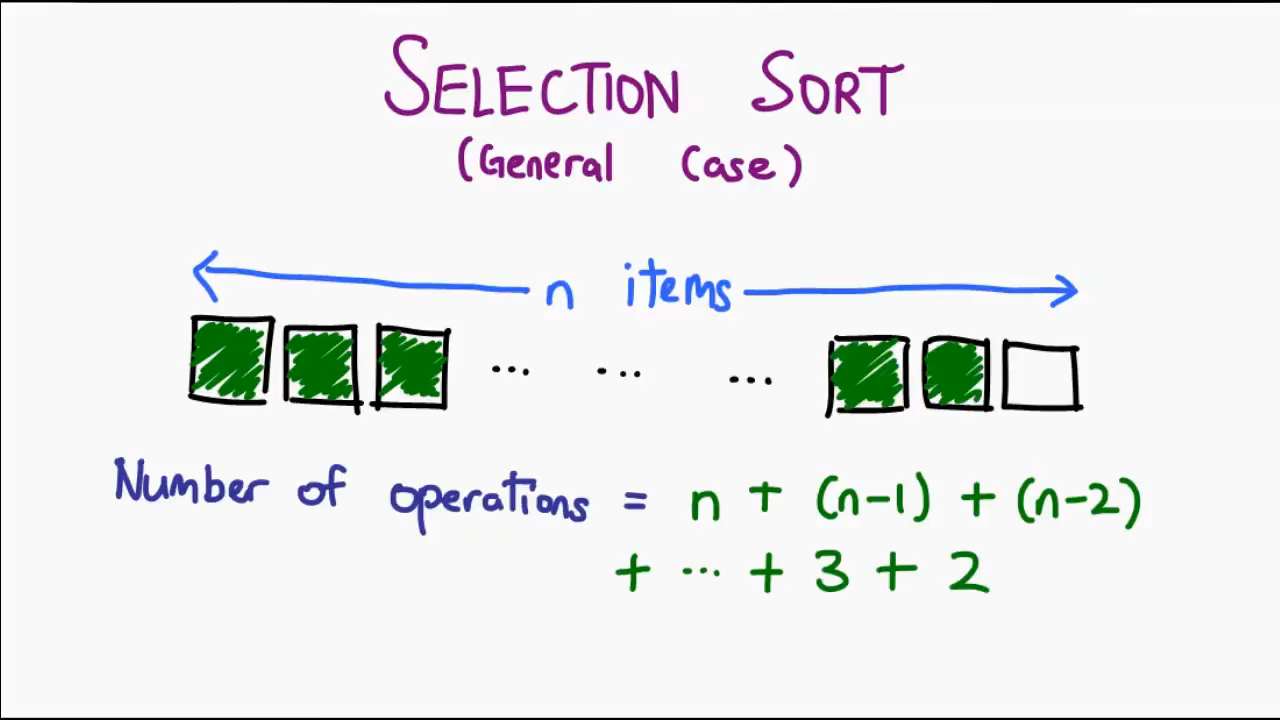 SELECTION SORT
(General Case)
n items
... ... ...
Number of operations = n + (n-1) + (n-2)
+ ... + 3 + 2